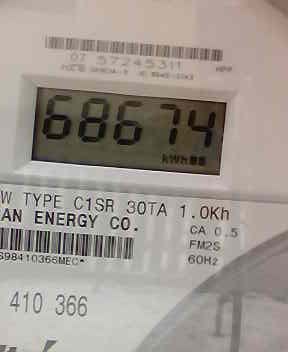 07 57245311
68674
kWh
W TYPE C1SR 30TA 1.0Kh
AN ENERGY CO.
CA 0.5
FM2S
S98410366MEC-
60Hz
410 366